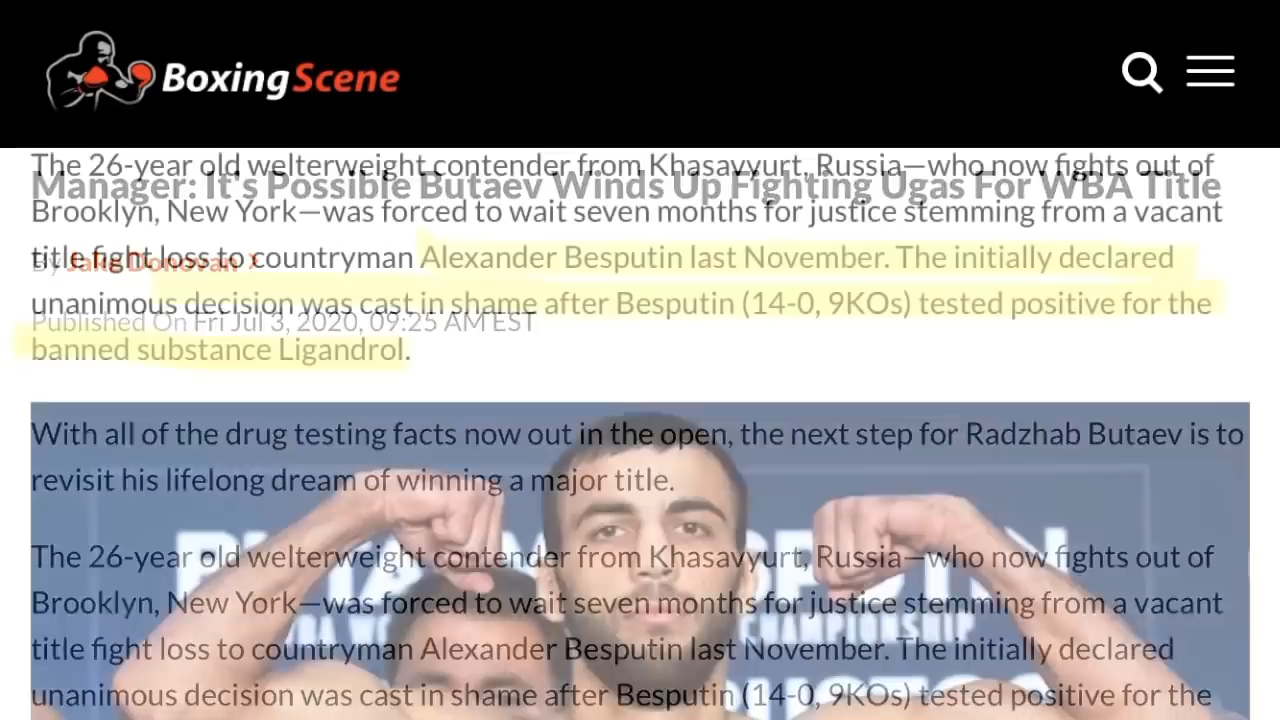 BoxingScene
The 26-year old welterweight contender from Khasavyurt, Russia—who now fights out of
Manager: It's Possible Butaev Winds Up Fighting Ugas For WBA Title
Brooklyn, New York—was forced to wait seven months for justice stemming from a vacant
title fight loss to countryman Alexander Besputin last November. The initially declared
By Jake Donovan >
unanimous decision was cast in shame after Besputin (14-0, 9KOs) tested positive for the
Published On Fri Jul 3, 2020, 09:25 AM EST
banned substance Ligandrol.
With all of the drug testing facts now out in the open, the next step for Radzhab Butaev is to
revisit his lifelong dream of winning a major title.
The 26-year old welterweight contender from Khasavyurt, Russia—who now fights out of
Brooklyn, New York—was forced to wait seven months for justice stemming from a vacant
CHAMPIONSHIP
title fight loss to countryman Alexander Besputin last November. The initially declared
unanimous decision was cast in shame after Besputin (14-0, 9KOs) tested positive for the